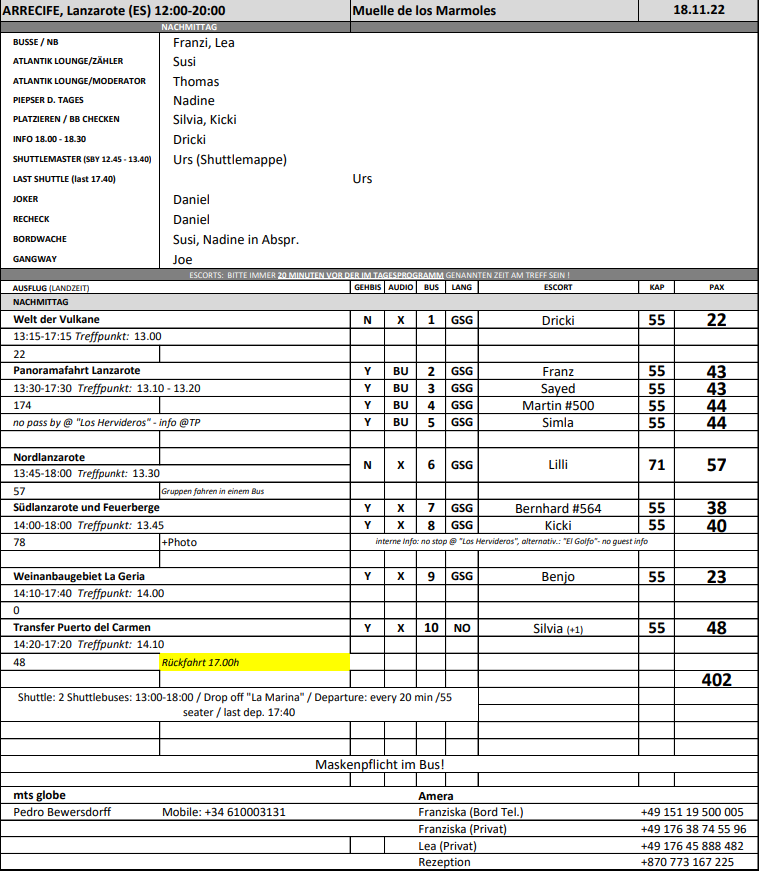 ARRECIFE, Lanzarote (ES) 12:00-20:00 Muelle de los Marmoles 18.11.22
NACHMITTAG
BUSSE / NB Franzi, Lea
ATLANTIK LOUNGE/ZÄHLER Susi
ATLANTIK LOUNGE/MODERATOR Thomas
PIEPSER D. TAGES Nadine
PLATZIEREN / BB CHECKEN Silvia, Kicki
INFO 18.00 - 18.30 Dricki
SHUTTLEMASTER (SBY 12.45 - 13.40) Urs (Shuttlemappe)
LAST SHUTTLE (last 17.40) Urs
JOKER Daniel
RECHECK Daniel
BORDWACHE Susi, Nadine in Abspr.
GANGWAY Joe
ESCORTS: BITTE IMMER 20 MINUTEN VOR DER IM TAGESPROGRAMM GENANNTEN ZEIT AM TREFF SEIN !
AUSFLUG (LANDZEIT) GEHBIS AUDIO BUS LANG ESCORT KAP PAX
NACHMITTAG
Welt der Vulkane N X 1 GSG Dricki 55 22
13:15-17:15 Treffpunkt: 13.00
22
Panoramafahrt Lanzarote Y BU 2 GSG Franz 55 43
13:30-17:30 Treffpunkt: 13.10 - 13.20 Y BU 3 GSG Sayed 55 43
174 Y BU 4 GSG Martin #500 55 44
no pass by @ "Los Hervideros" - info @TP Y BU 5 GSG Simla 55 44
Nordlanzarote N X 6 GSG Lilli 71 57
13:45-18:00 Treffpunkt: 13.30
57 Gruppen fahren in einem Bus
Südlanzarote und Feuerberge Y X 7 GSG Bernhard #564 55 38
14:00-18:00 Treffpunkt: 13.45 Y X 8 GSG Kicki 55 40
78 +Photo interne Info: no stop @ "Los Hervideros", alternativ.: "El Golfo"- no guest info
Weinanbaugebiet La Geria Y X 9 GSG Benjo 55 23
14:10-17:40 Treffpunkt: 14.00
0
Transfer Puerto del Carmen Y X 10 NO Silvia (+1) 55 48
14:20-17:20 Treffpunkt: 14.10
48 Rückfahrt 17.00h
402
Shuttle: 2 Shuttlebuses: 13:00-18:00 / Drop off "La Marina" / Departure: every 20 min /55
seater / last dep. 17:40
Maskenpflicht im Bus!
mts globe Amera
Pedro Bewersdorff Mobile: +34 610003131 Franziska (Bord Tel.) +49 151 19 500 005
Franziska (Privat) +49 176 38 74 55 96
Lea (Privat) +49 176 45 888 482
Rezeption +870 773 167 225